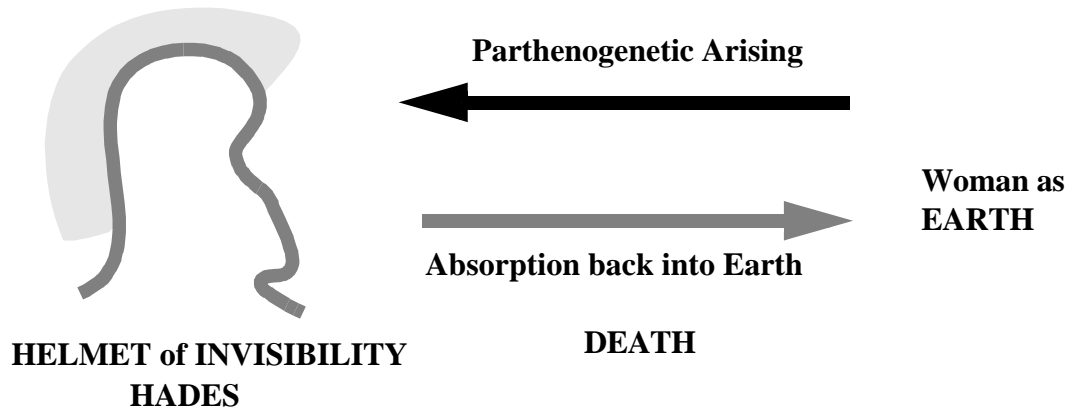 Parthenogenetic Arising
Woman as
EARTH
Absorption back into Earth
DEATH
HELMET of INVISIBILITY
HADES